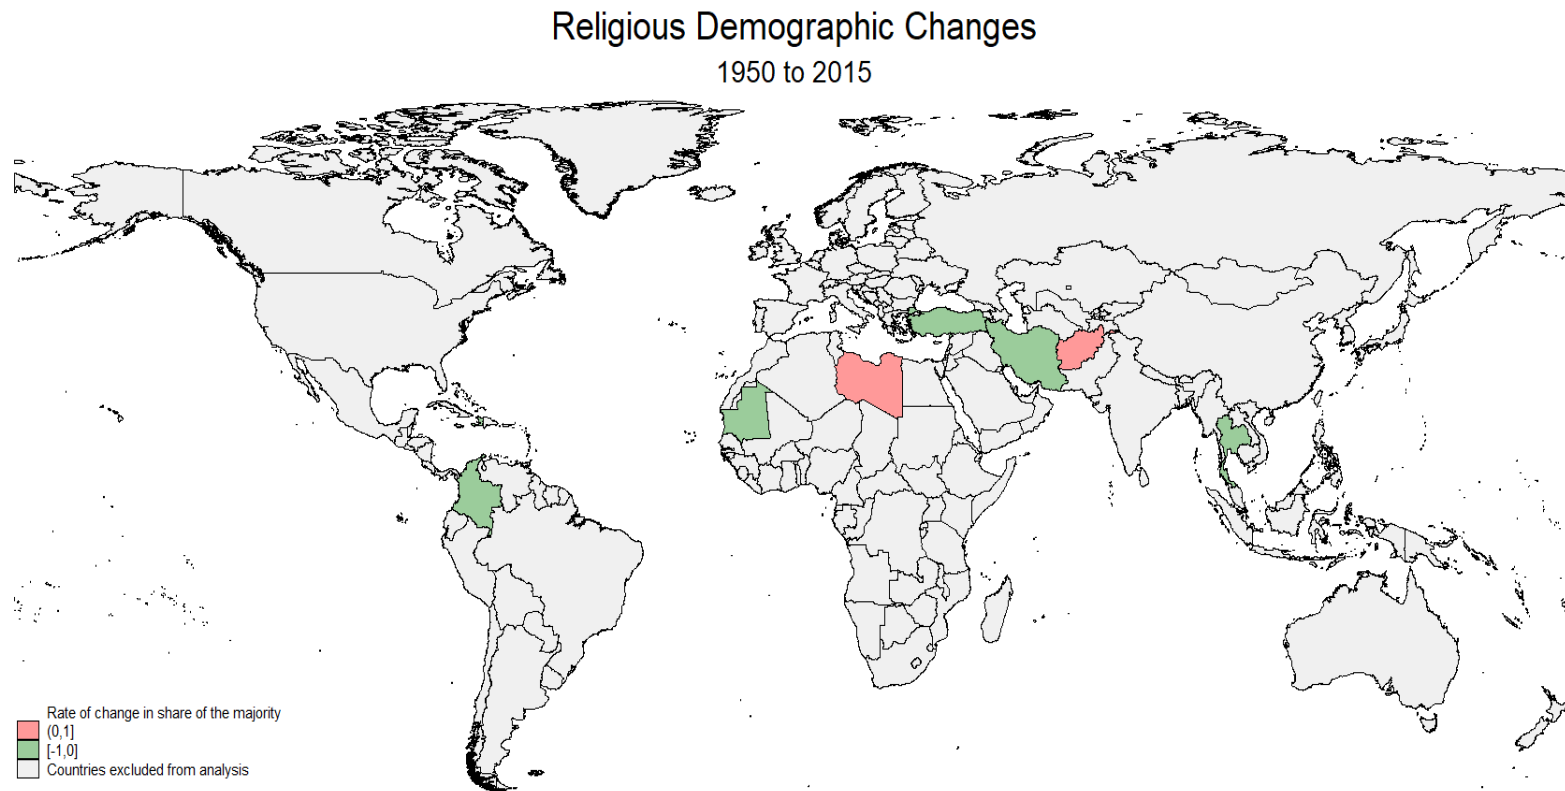 Religious Demographic Changes
1950 to 2015
Rate of change in share of the majority
(0,1]
[-1,0]
Countries excluded from analysis